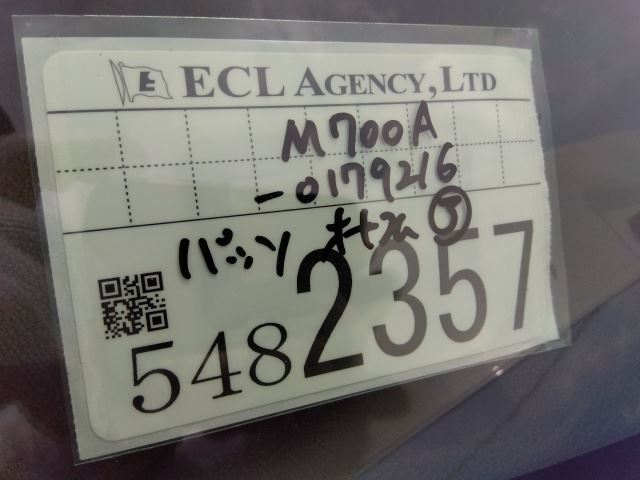 E ECL AGENCY, LTD
M700A
-0179216
パッソ
5482357